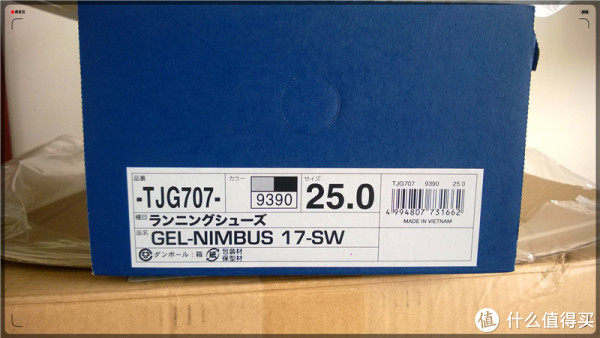 品番
-TJG707-
カラー
9390
サイズ
25.0
種目
ランニングシューズ
品名
GEL-NIMBUS 17-SW
ダンボール：箱
包装材
保型材
TJG707 9390 25.0
4 994807 731662
MADE IN VIETNAM
值 什么值得买